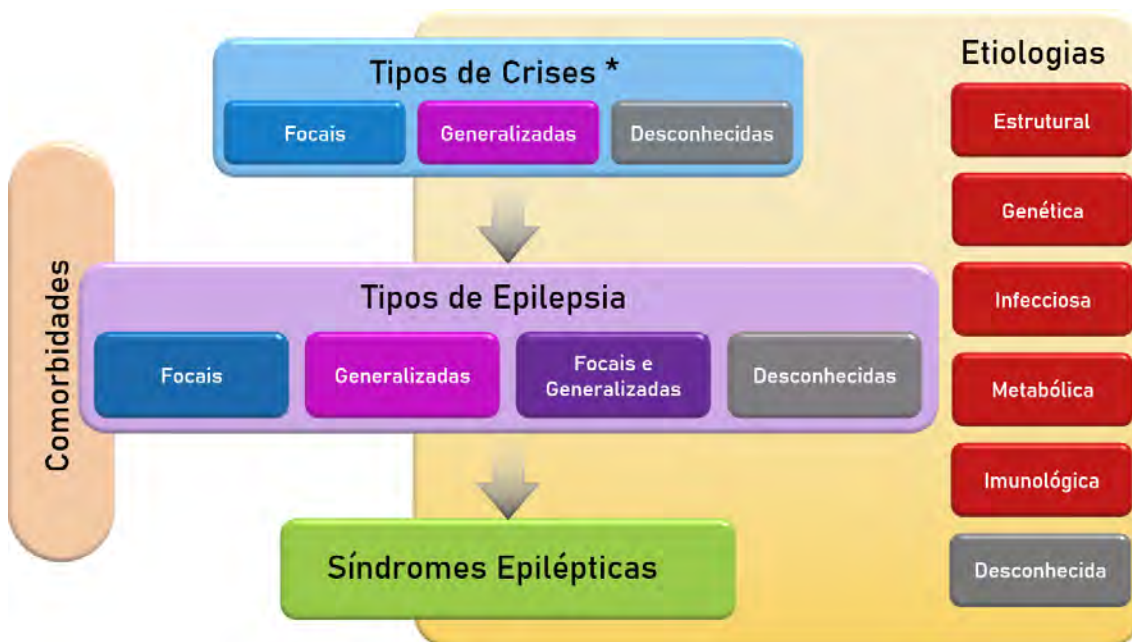 Tipos de Crises *
Focais
Generalizadas
Desconhecidas
Comorbidades
Tipos de Epilepsia
Focais
Generalizadas
Focais e
Generalizadas
Desconhecidas
Síndromes Epilépticas
Etiologias
Estrutural
Genética
Infecciosa
Metabólica
Imunológica
Desconhecida